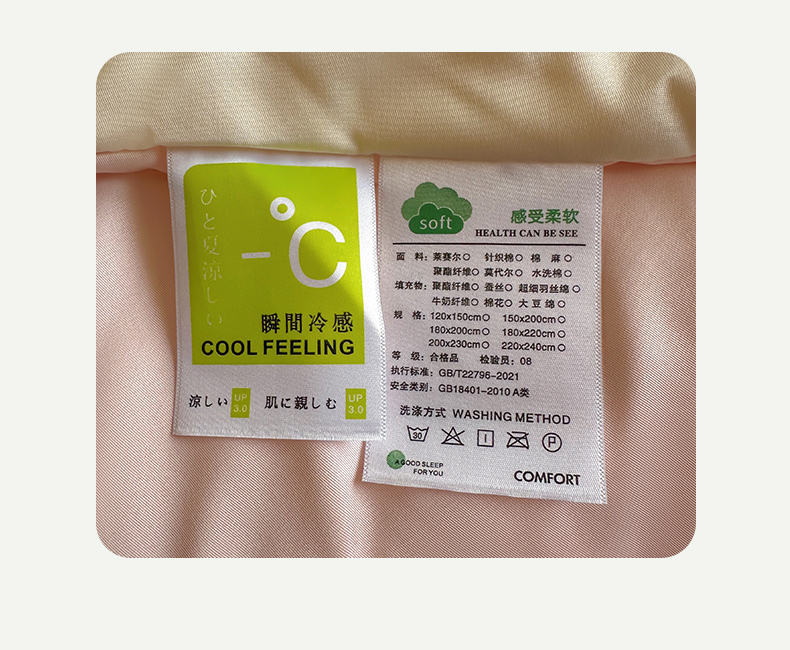 ひと夏涼しい
-°C
瞬間冷感
COOL FEELING
涼しい UP 3.0 肌に親しむ UP 3.0
soft
感受柔软
HEALTH CAN BE SEE
面 料：莱赛尔○ 针织棉○ 棉 麻○
聚酯纤维○ 莫代尔○ 水洗棉○
填充物：聚酯纤维○ 蚕丝○ 超细羽丝绵○
牛奶纤维○ 棉花○ 大豆绵○
规 格：120x150cm○ 150x200cm○
180x200cm○ 180x220cm○
200x230cm○ 220x240cm○
等 级：合格品 检验员：08
执行标准：GB/T22796-2021
安全类别：GB18401-2010 A类
洗涤方式 WASHING METHOD
30 P
A GOOD SLEEP
FOR YOU
COMFORT